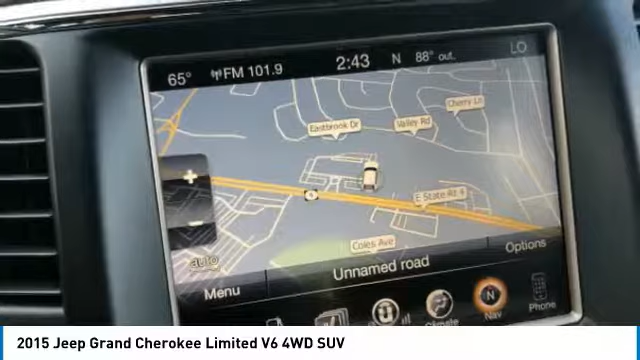 65° FM 101.9 2:43 N 88° out. LO
Cherry Ln
Eastbrook Dr Valley Rd
+
E State Rt 4
-
Coles Ave
auto
Options
Unnamed road
Menu
Climate Nav Phone
2015 Jeep Grand Cherokee Limited V6 4WD SUV